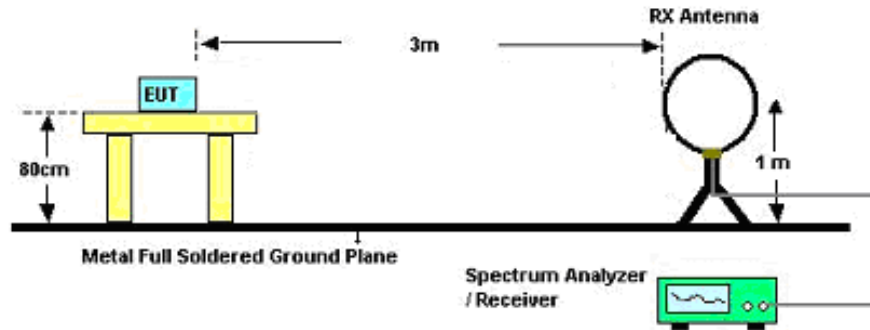 RX Antenna
3m
EUT
80cm
1 m
Metal Full Soldered Ground Plane
Spectrum Analyzer
/ Receiver